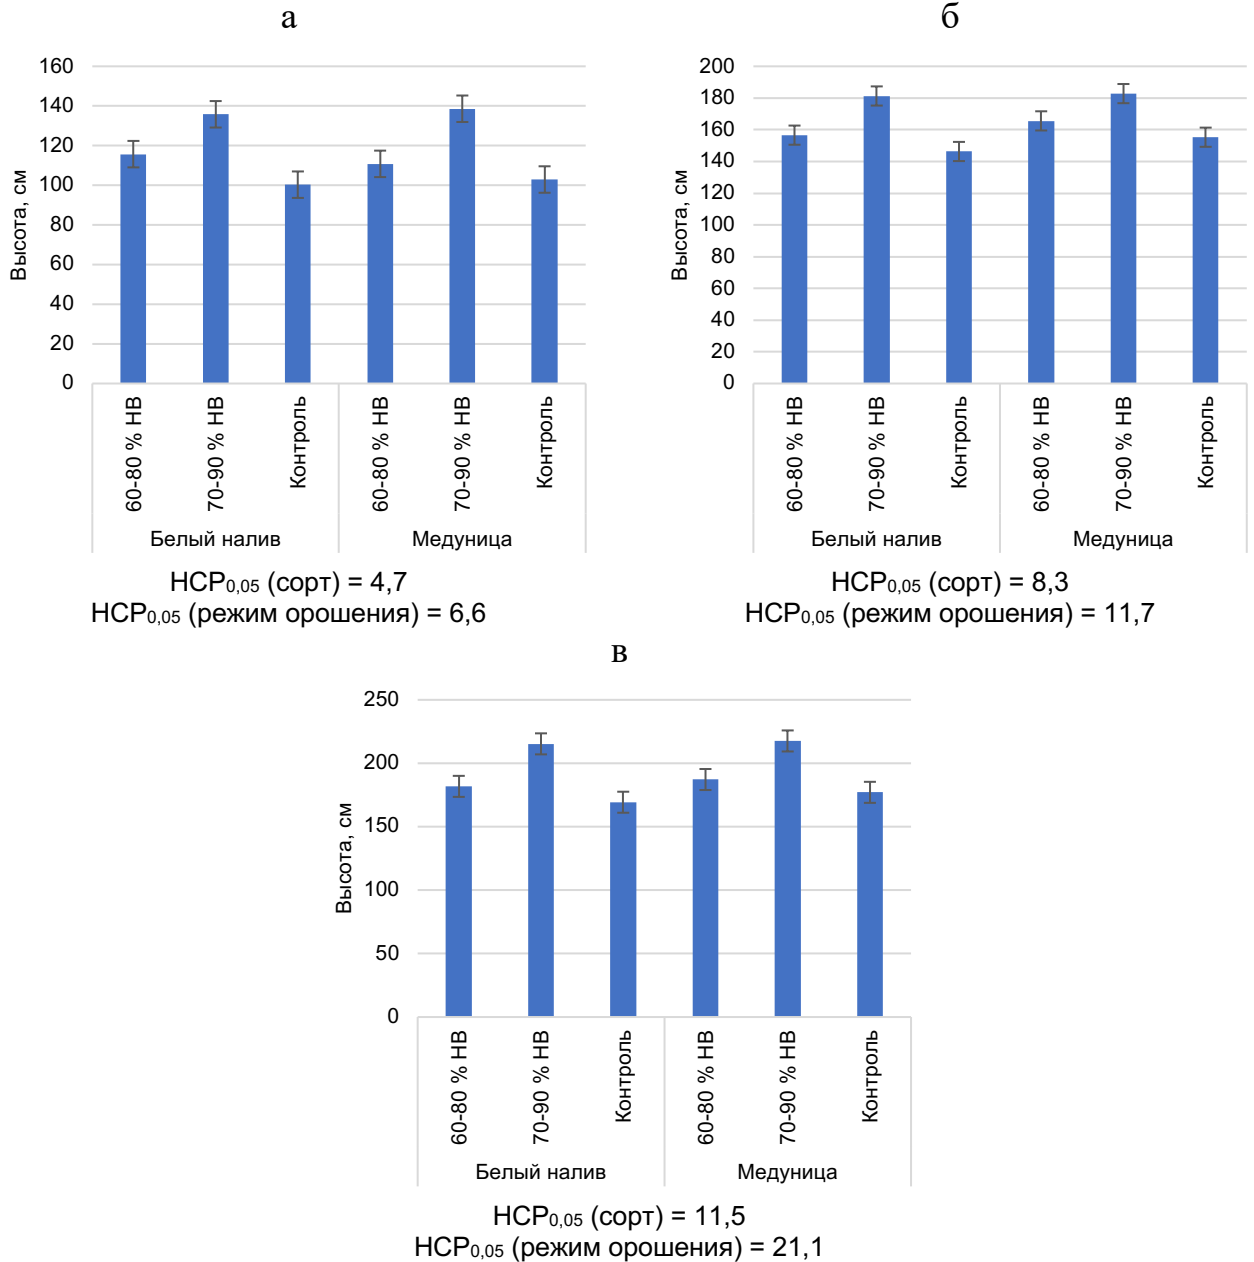 а
160
140
120
100
80
60
40
20
0
Высота, см
60-80 % НВ
70-90 % НВ
Контроль
60-80 % НВ
70-90 % НВ
Контроль
Белый налив
Медуница
НСР0,05 (сорт) = 4,7
НСР0,05 (режим орошения) = 6,6
б
200
180
160
140
120
100
80
60
40
20
0
Высота, см
60-80 % НВ
70-90 % НВ
Контроль
60-80 % НВ
70-90 % НВ
Контроль
Белый налив
Медуница
НСР0,05 (сорт) = 8,3
НСР0,05 (режим орошения) = 11,7
в
250
200
150
100
50
0
Высота, см
60-80 % НВ
70-90 % НВ
Контроль
60-80 % НВ
70-90 % НВ
Контроль
Белый налив
Медуница
НСР0,05 (сорт) = 11,5
НСР0,05 (режим орошения) = 21,1